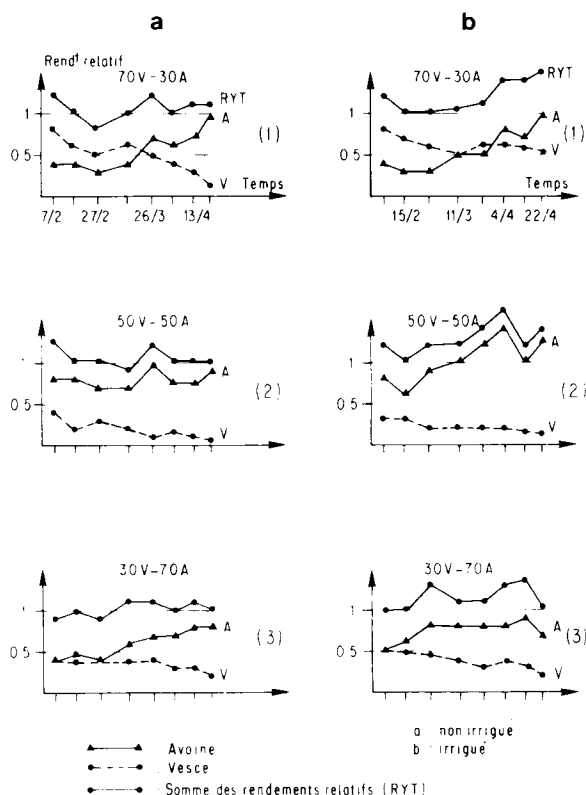 a b
Rendt relatif
70V-30A 70V-30A
RYT RYT
A A
1 (1) 1 (1)
0 5 0 5
V Temps V Temps
7/2 27/2 26/3 13/4 15/2 11/3 4/4 22/4
50V-50A 50V-50A
1 A (2) 1 A (2)
0 5 0 5
V V
30V-70A 30V-70A
1 A (3) 1 A (3)
0 5 0 5
V V
Avoine a non irrigué
Vesce b irrigué
Somme des rendements relatifs (RYT)